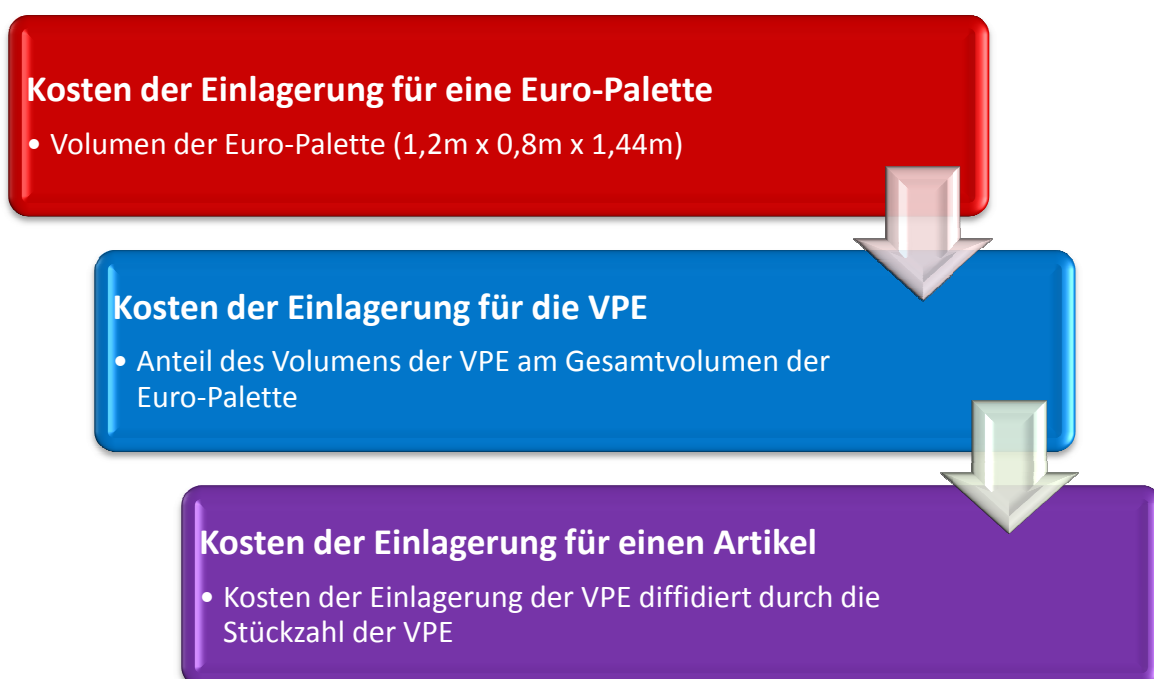 Kosten der Einlagerung für eine Euro-Palette
• Volumen der Euro-Palette (1,2m x 0,8m x 1,44m)
Kosten der Einlagerung für die VPE
• Anteil des Volumens der VPE am Gesamtvolumen der
Euro-Palette
Kosten der Einlagerung für einen Artikel
• Kosten der Einlagerung der VPE diffidiert durch die
Stückzahl der VPE